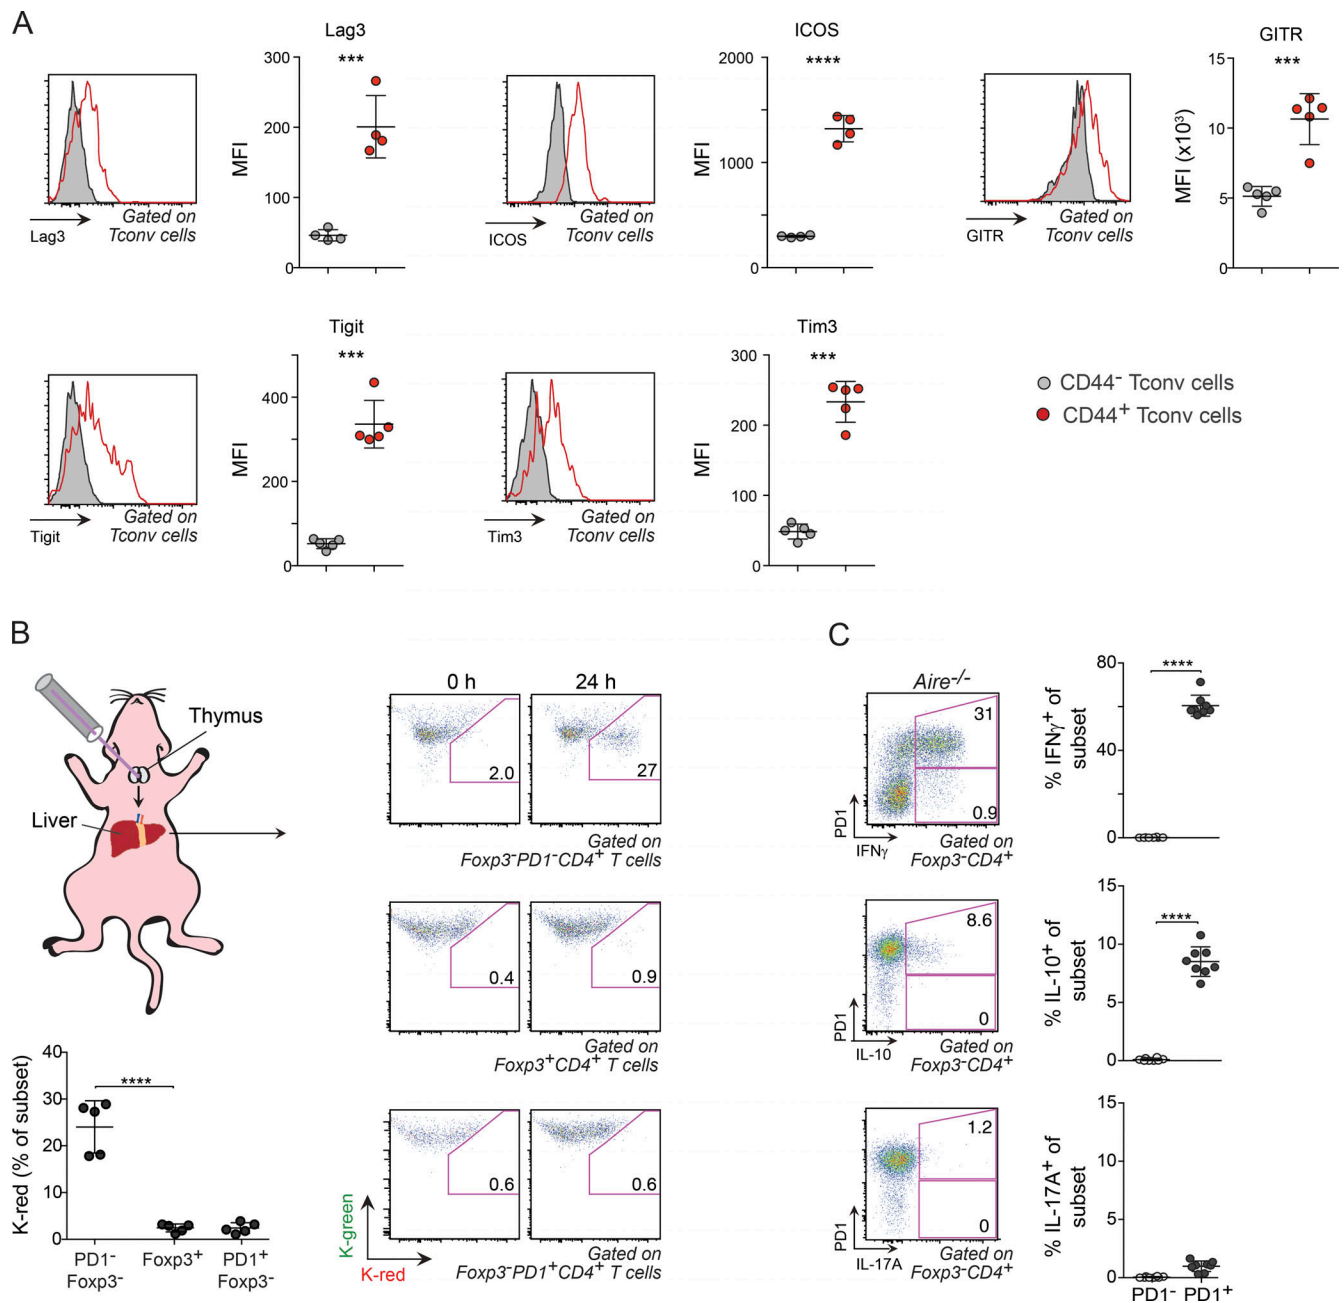 A
Lag3
***
300
200
100
0
MFI
Lag3
Gated on
Tconv cells
ICOS
****
2000
1000
0
MFI
ICOS
Gated on
Tconv cells
GITR
***
15
10
5
0
MFI (x10³)
GITR
Gated on
Tconv cells
Tigit
***
400
200
0
MFI
Tigit
Gated on
Tconv cells
Tim3
***
300
200
100
0
MFI
Tim3
Gated on
Tconv cells
CD44⁻ Tconv cells
CD44⁺ Tconv cells
B
Thymus
Liver
0 h
24 h
2.0
27
Gated on
Foxp3⁻PD1⁻CD4⁺ T cells
0.4
0.9
Gated on
Foxp3⁺CD4⁺ T cells
0.6
0.6
K-green
K-red
Gated on
Foxp3⁻PD1⁺CD4⁺ T cells
K-red (% of subset)
40
30
20
10
0
****
PD1⁻
Foxp3⁻
Foxp3⁺
PD1⁺
Foxp3⁻
C
Aire⁻/⁻
31
0.9
PD1
IFNγ
Gated on
Foxp3⁻CD4⁺
% IFNγ⁺ of
subset
80
40
0
****
8.6
0
PD1
IL-10
Gated on
Foxp3⁻CD4⁺
% IL-10⁺ of
subset
15
10
5
0
****
1.2
0
PD1
IL-17A
Gated on
Foxp3⁻CD4⁺
% IL-17A⁺ of
subset
15
10
5
0
PD1⁻ PD1⁺